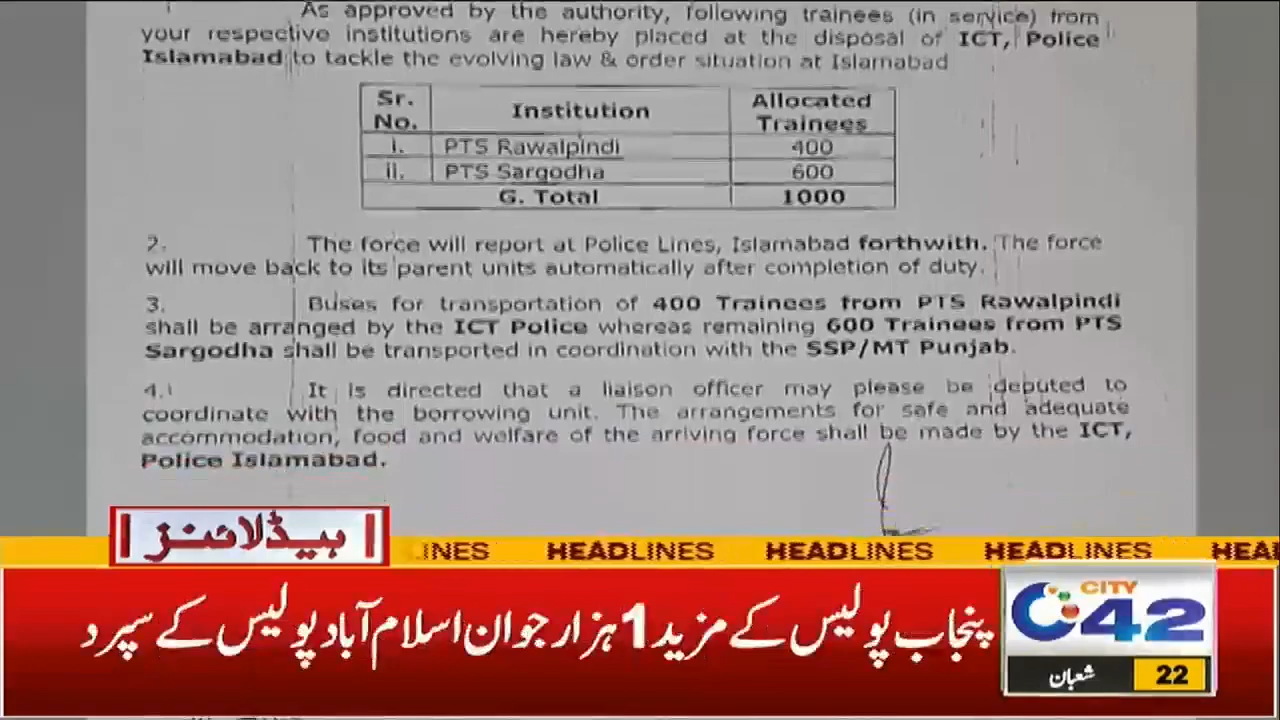 As approved by the authority, following trainees (in service) from
your respective institutions are hereby placed at the disposal of ICT, Police
Islamabad to tackle the evolving law & order situation at Islamabad
Sr. No. Institution Allocated Trainees
i. PTS Rawalpindi 400
ii. PTS Sargodha 600
G. Total 1000
2. The force will report at Police Lines, Islamabad forthwith. The force
will move back to its parent units automatically after completion of duty.
3. Buses for transportation of 400 Trainees from PTS Rawalpindi
shall be arranged by the ICT Police whereas remaining 600 Trainees from PTS
Sargodha shall be transported in coordination with the SSP/MT Punjab.
4. It is directed that a liaison officer may please be deputed to
coordinate with the borrowing unit. The arrangements for safe and adequate
accommodation, food and welfare of the arriving force shall be made by the ICT,
Police Islamabad.
ہیڈلائنز
INES HEADLINES HEADLINES HEADLINES HEA
پنجاب پولیس کے مزید 1 ہزار جوان اسلام آباد پولیس کے سپرد
CITY
42
شعبان 22